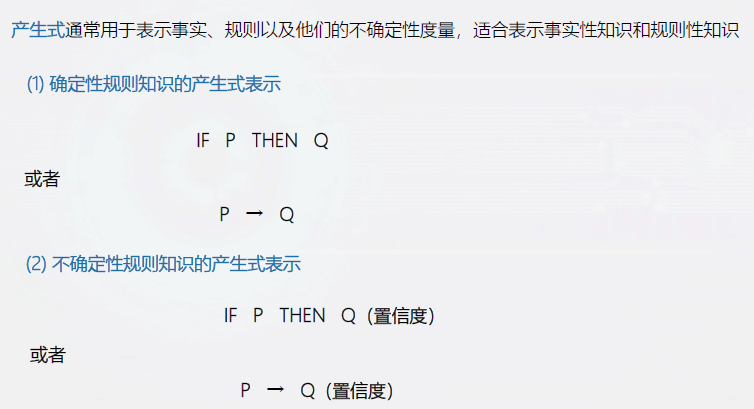 产生式通常用于表示事实、规则以及他们的不确定性度量，适合表示事实性知识和规则性知识
(1) 确定性规则知识的产生式表示
IF P THEN Q
或者
P → Q
(2) 不确定性规则知识的产生式表示
IF P THEN Q（置信度）
或者
P → Q（置信度）